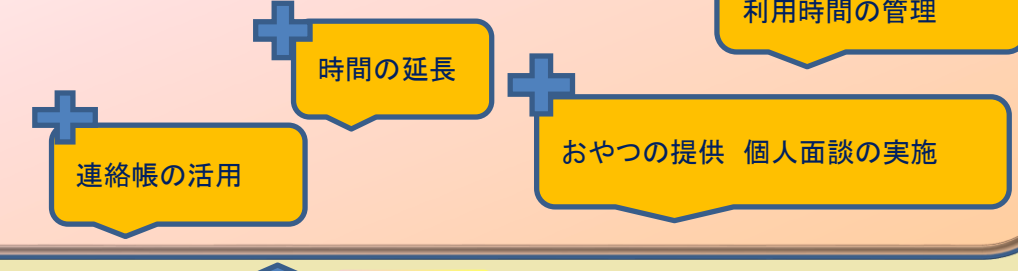 利用時間の管理
時間の延長
おやつの提供 個人面談の実施
連絡帳の活用